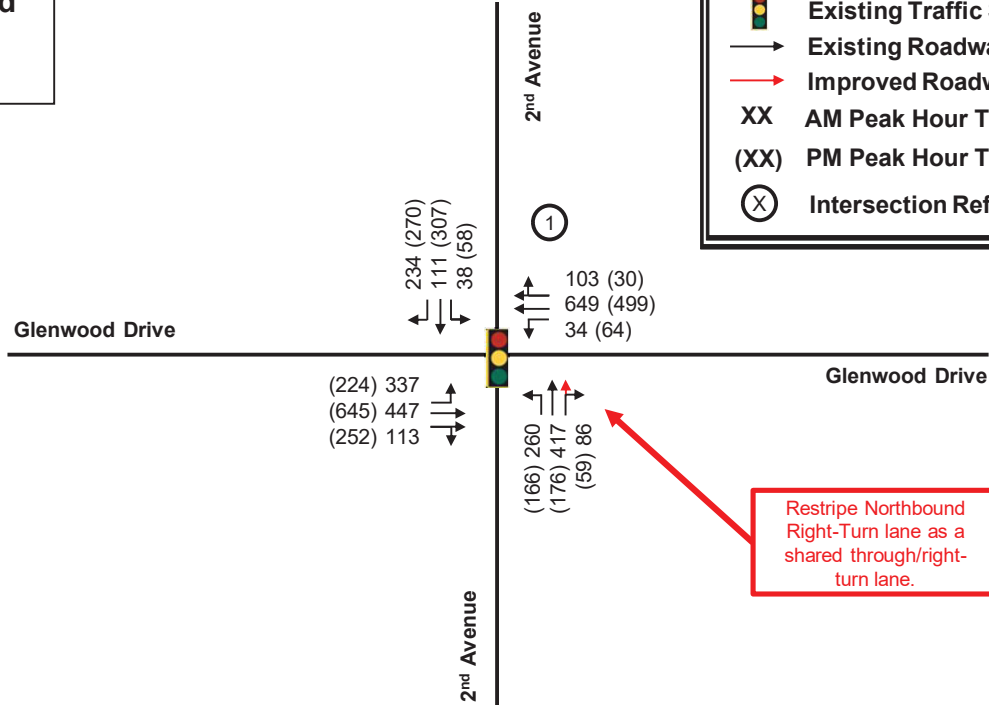 d
2nd Avenue
Existing Traffic
Existing Roadwa
Improved Roadw
XX AM Peak Hour T
(XX) PM Peak Hour T
X Intersection Ref
1
234 (270)
111 (307)
38 (58)
103 (30)
649 (499)
34 (64)
Glenwood Drive
Glenwood Drive
(224) 337
(645) 447
(252) 113
(166) 260
(176) 417
(59) 86
Restripe Northbound
Right-Turn lane as a
shared through/right-
turn lane.
2nd Avenue